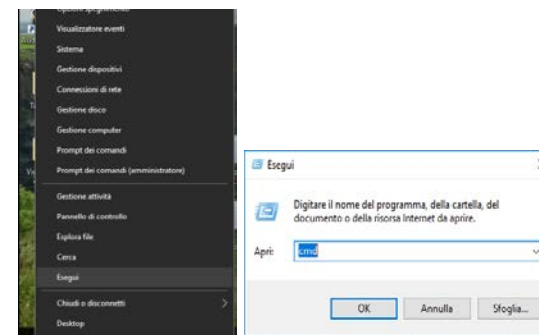 Opzioni spegnimento
Visualizzatore eventi
Sistema
Gestione dispositivi
Connessioni di rete
Gestione disco
Gestione computer
Prompt dei comandi
Prompt dei comandi (amministratore)
Gestione attività
Pannello di controllo
Esplora file
Cerca
Esegui
Chiudi o disconnetti
Desktop
Esegui
Digitare il nome del programma, della cartella, del
documento o della risorsa Internet da aprire.
Apri: cmd
OK Annulla Sfoglia...